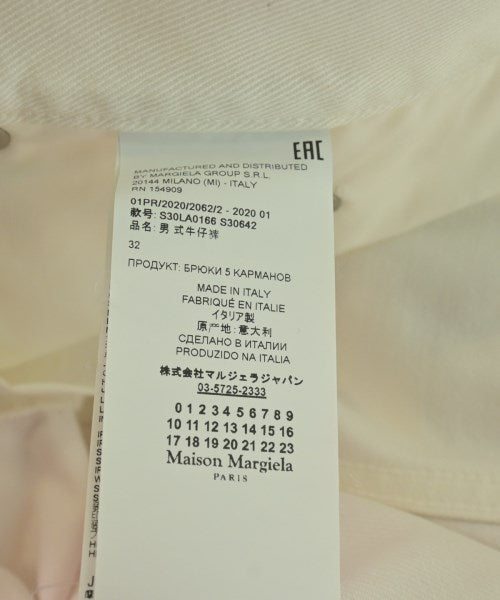 EAC
MANUFACTURED AND DISTRIBUTED
BY MARGIELA GROUP S.R.L.
20144 MILANO (MI) - ITALY
RN 154909
01PR/2020/2062/2 - 2020 01
款号: S30LA0166 S30642
品名: 男 式牛仔裤
32
ПРОДУКТ: БРЮКИ 5 КАРМАНОВ
MADE IN ITALY
FABRIQUÉ EN ITALIE
イタリア製
原产地: 意大利
СДЕЛАНО В ИТАЛИИ
PRODUZIDO NA ITALIA
株式会社マルジェラジャパン
03-5725-2333
0 1 2 3 4 5 6 7 8 9
10 11 12 13 14 15 16
17 18 19 20 21 22 23
Maison Margiela
PARIS